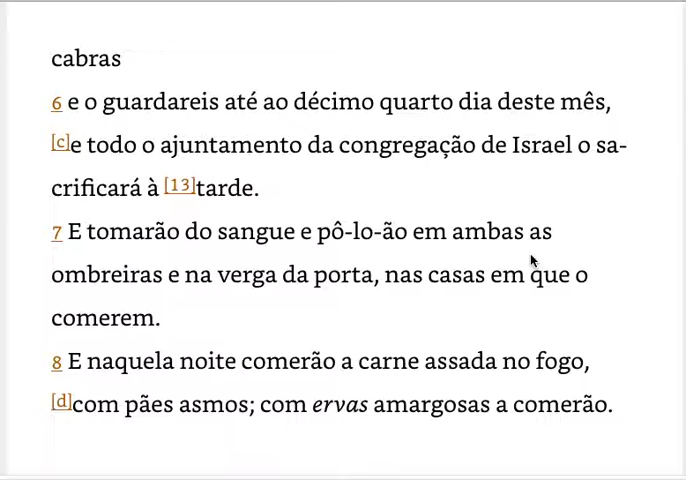 cabras
6 e o guardareis até ao décimo quarto dia deste mês,
[c]e todo o ajuntamento da congregação de Israel o sa-
crificará à [13]tarde.
7 E tomarão do sangue e pô-lo-ão em ambas as
ombreiras e na verga da porta, nas casas em que o
comerem.
8 E naquela noite comerão a carne assada no fogo,
[d]com pães asmos; com ervas amargosas a comerão.